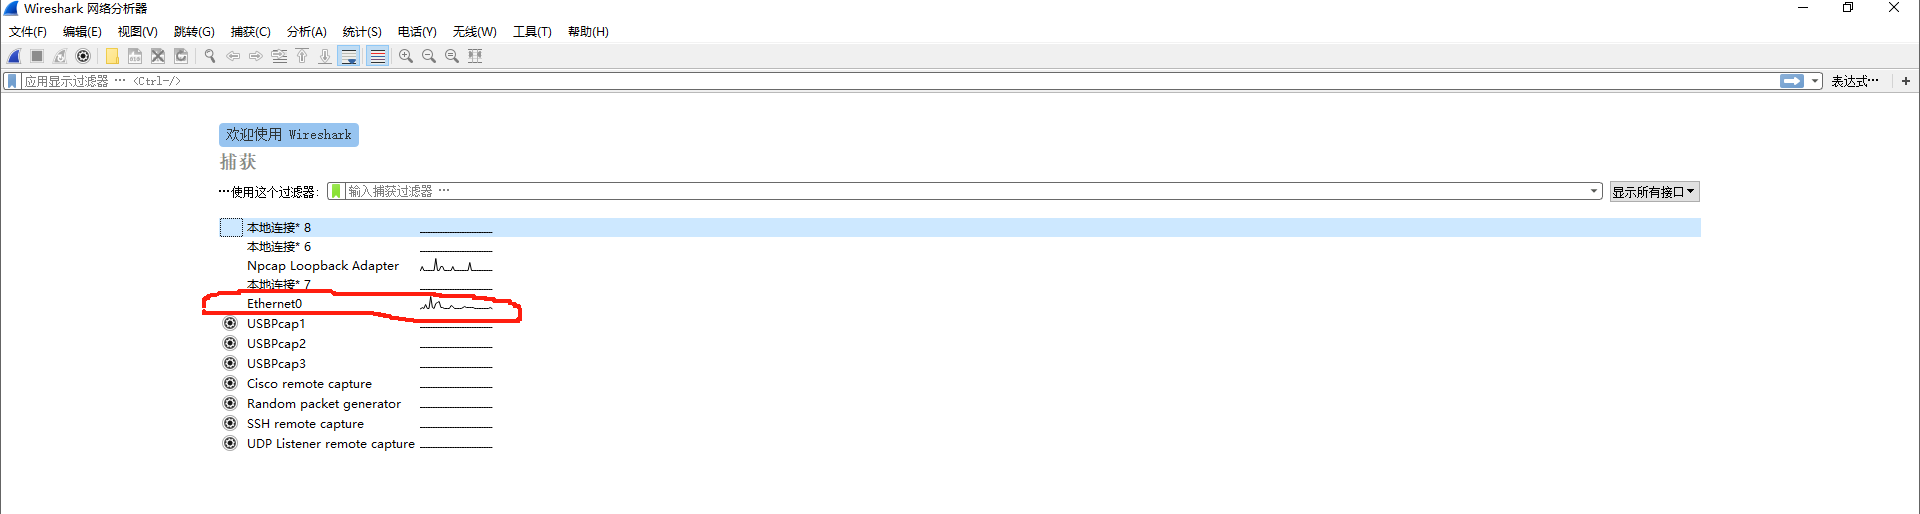 Wireshark 网络分析器
文件(F) 编辑(E) 视图(V) 跳转(G) 捕获(C) 分析(A) 统计(S) 电话(Y) 无线(W) 工具(T) 帮助(H)
应用显示过滤器 … <Ctrl-/> 表达式… +
欢迎使用 Wireshark
捕获
…使用这个过滤器: 输入捕获过滤器 … 显示所有接口
本地连接* 8
本地连接* 6
Npcap Loopback Adapter
本地连接* 7
Ethernet0
USBPcap1
USBPcap2
USBPcap3
Cisco remote capture
Random packet generator
SSH remote capture
UDP Listener remote capture